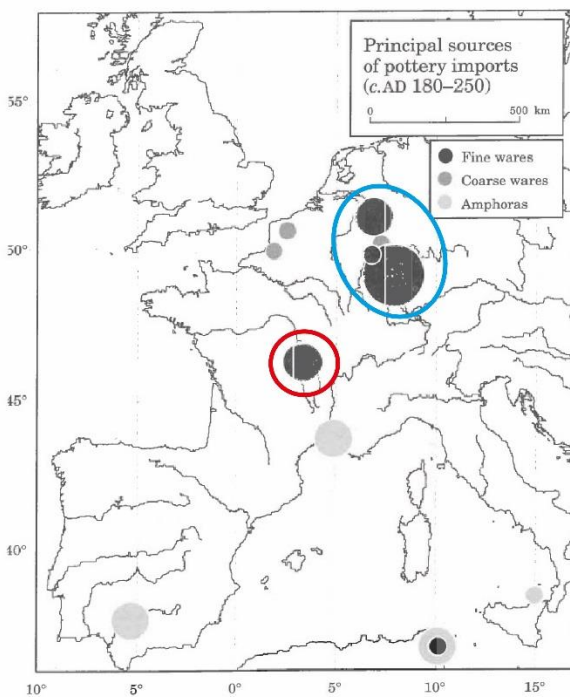 Principal sources
of pottery imports
(c.AD 180–250)
0 500 km
Fine wares
Coarse wares
Amphoras
55°
50°
45°
40°
10° 5° 0° 5° 10° 15°